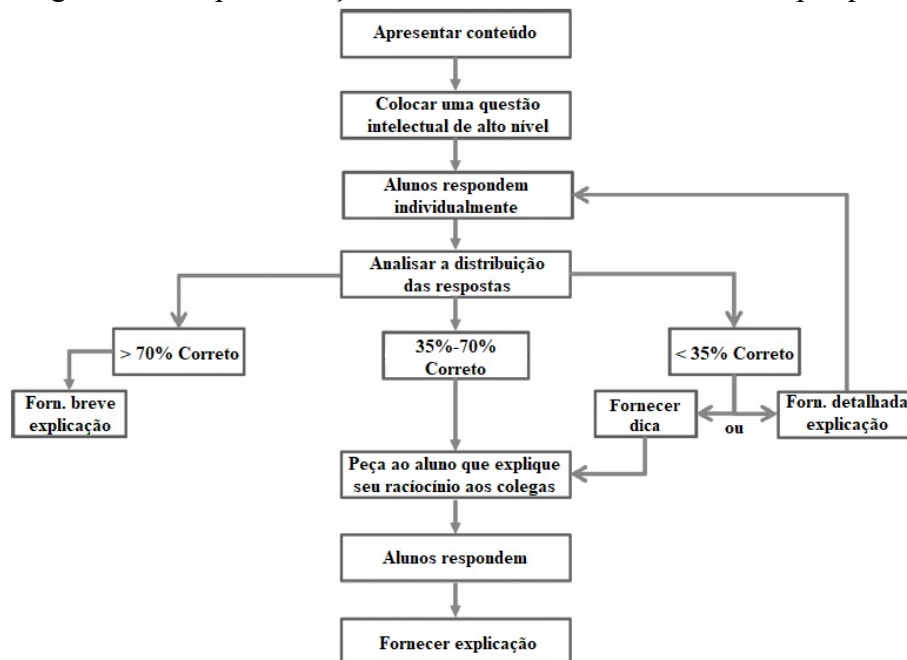 Apresentar conteúdo
Colocar uma questão
intelectual de alto nível
Alunos respondem
individualmente
Analisar a distribuição
das respostas
> 70% Correto
35%-70%
Correto
< 35% Correto
Forn. breve
explicação
Fornecer
dica
ou
Forn. detalhada
explicação
Peça ao aluno que explique
seu raciocínio aos colegas
Alunos respondem
Fornecer explicação